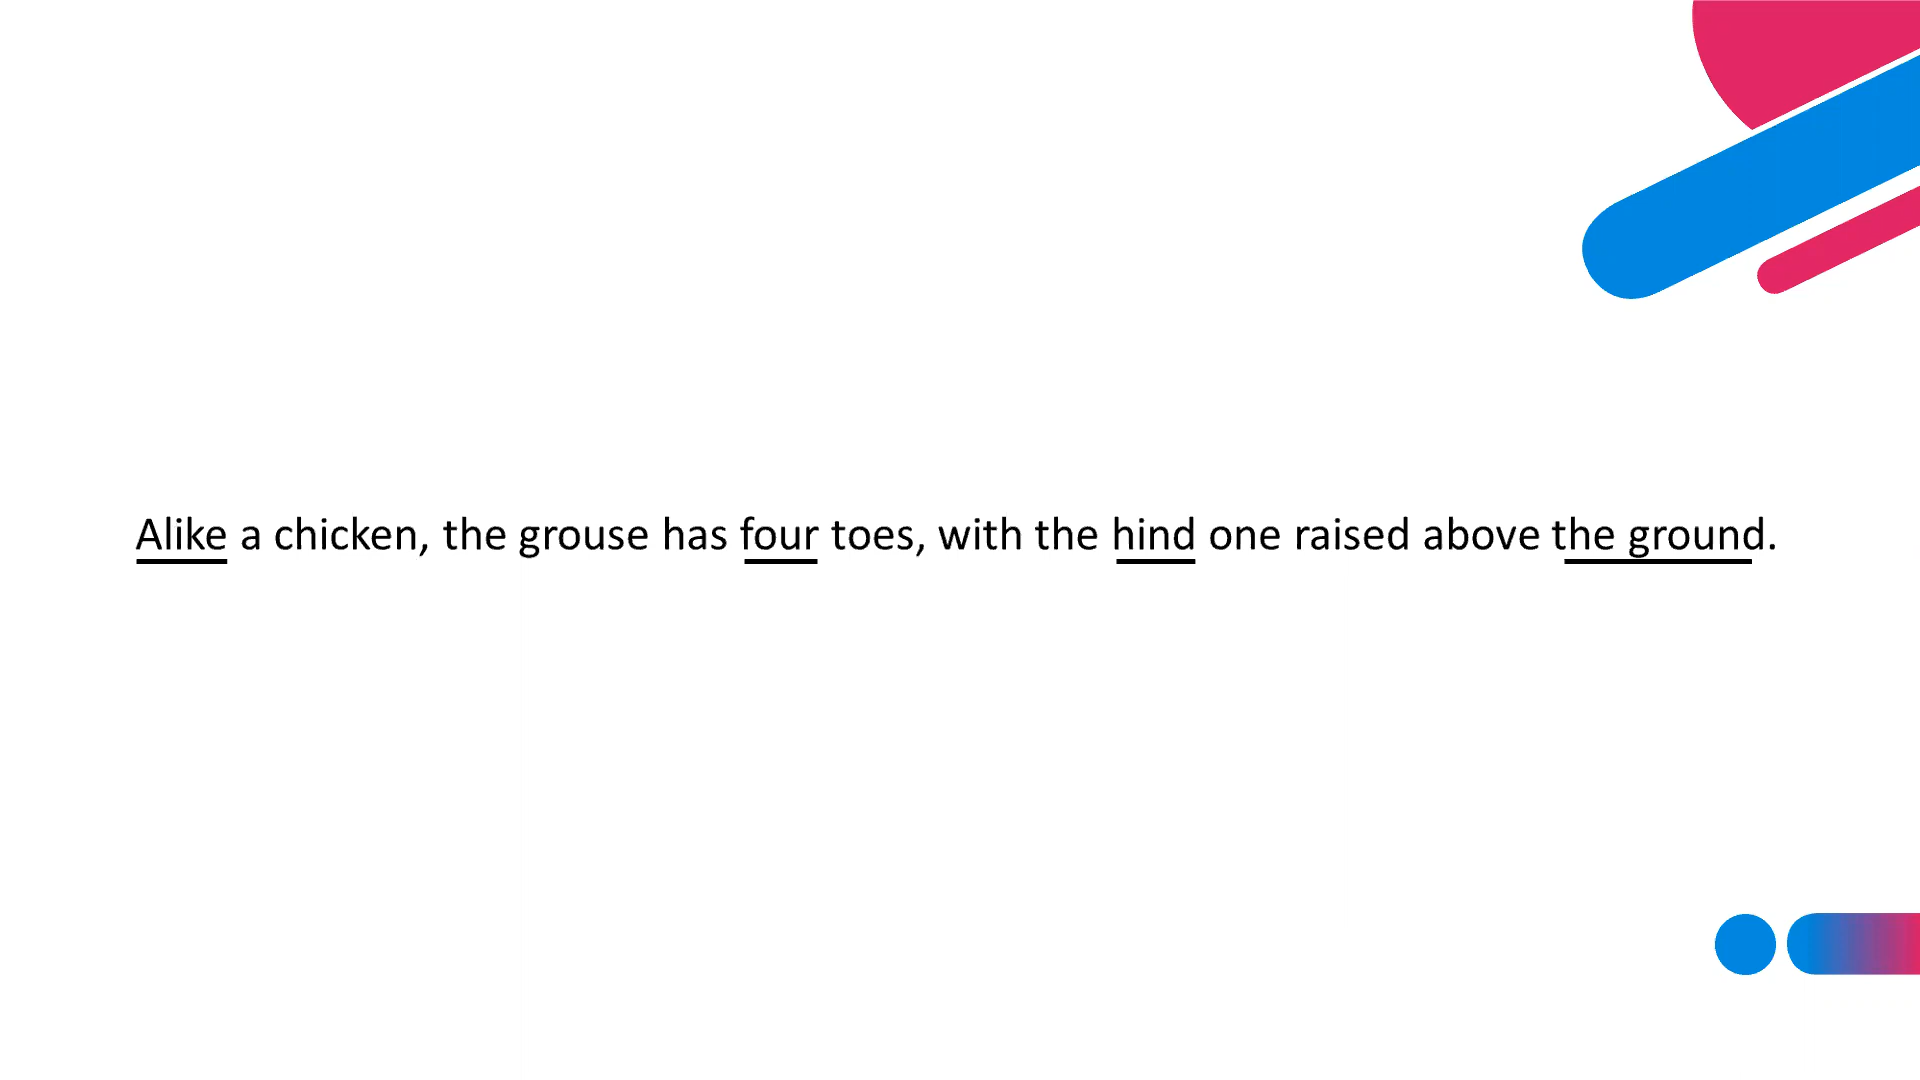 Alike a chicken, the grouse has four toes, with the hind one raised above the ground.